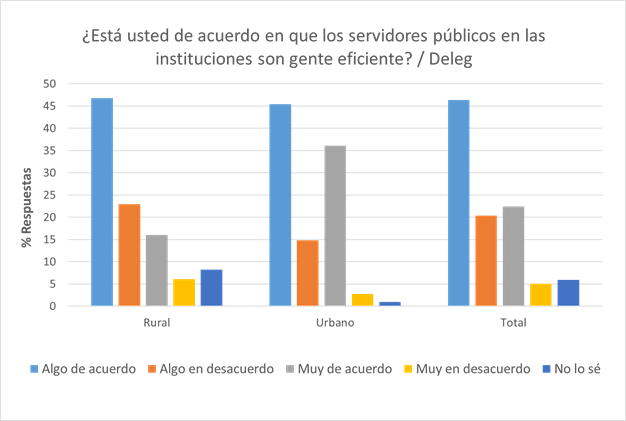 ¿Está usted de acuerdo en que los servidores públicos en las
instituciones son gente eficiente? / Deleg
50
45
40
35
30
25
20
15
10
5
0
% Respuestas
Rural Urbano Total
Algo de acuerdo Algo en desacuerdo Muy de acuerdo Muy en desacuerdo No lo sé